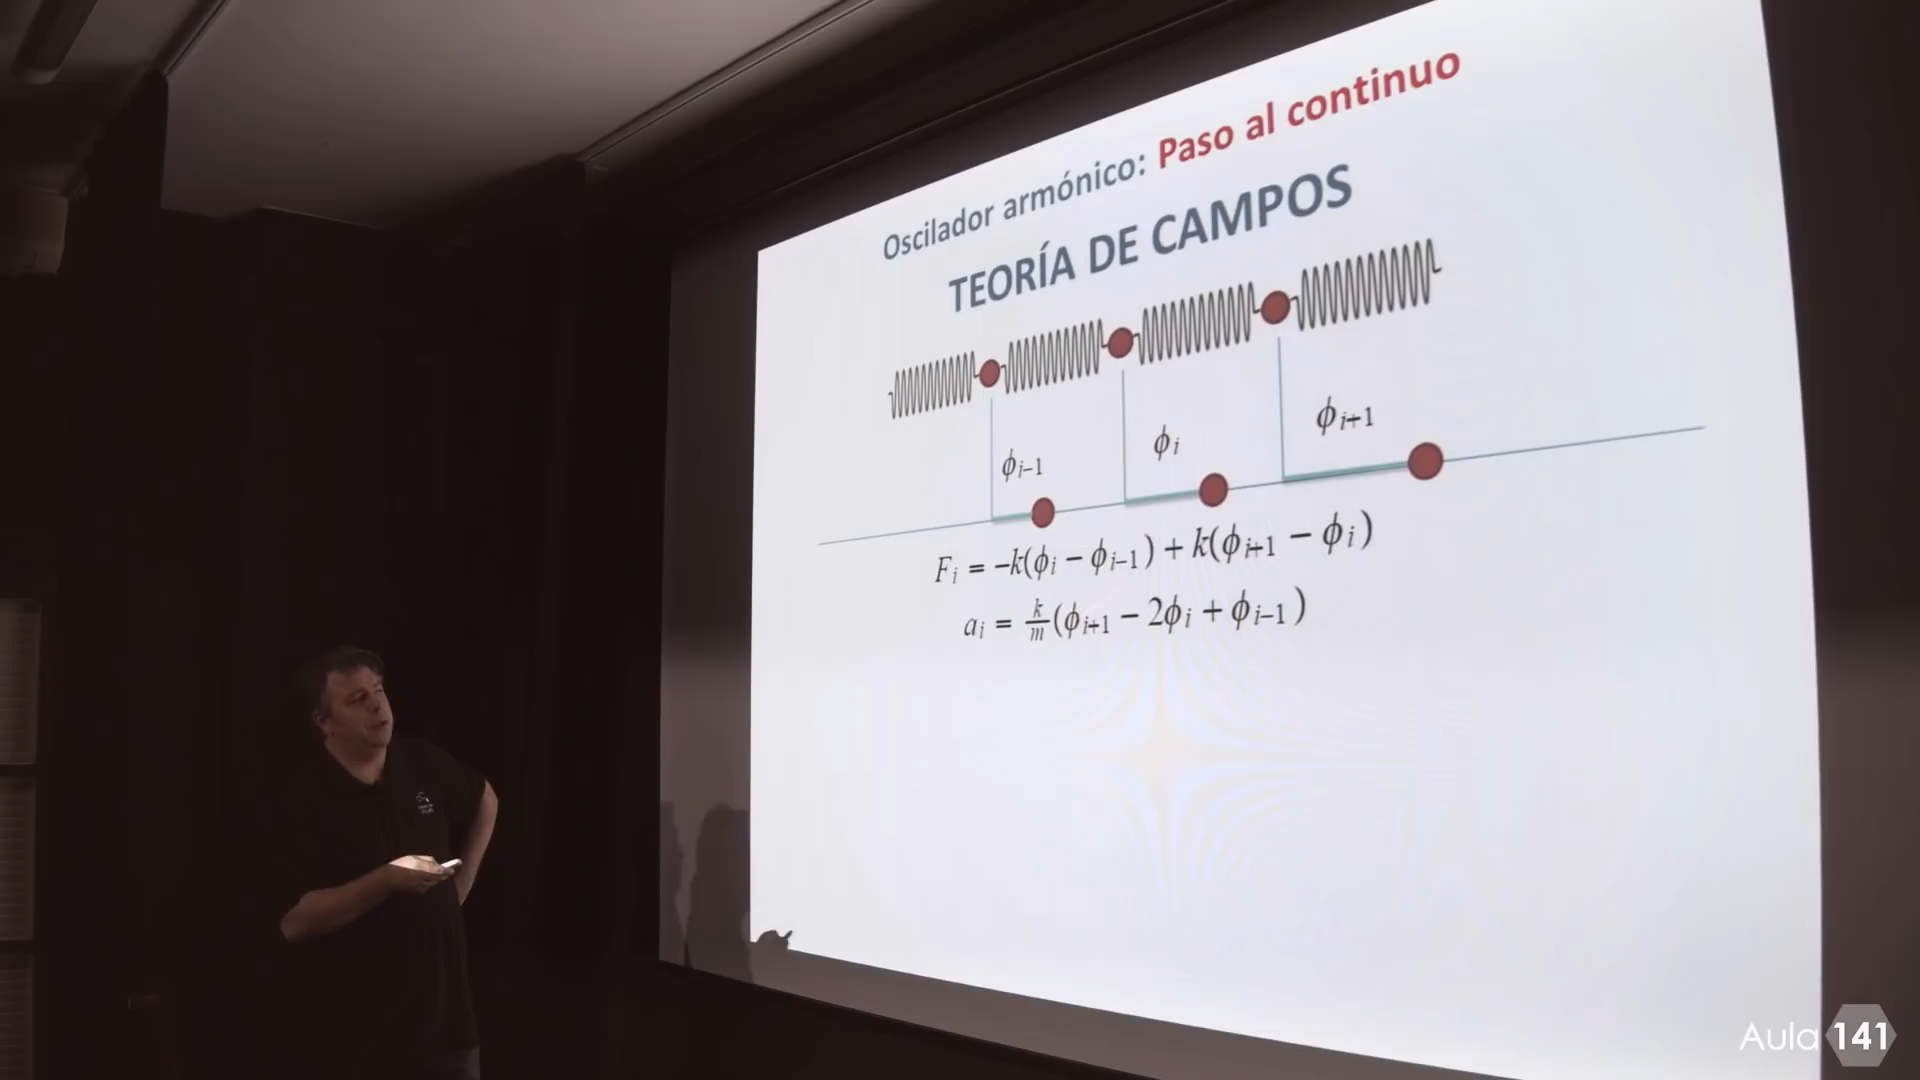 Oscilador armónico: Paso al continuo
TEORÍA DE CAMPOS
ϕi−1
ϕi
ϕi+1
Fi = −k(ϕi − ϕi−1) + k(ϕi+1 − ϕi)
ai = k/m (ϕi+1 − 2ϕi + ϕi−1)
Aula 141